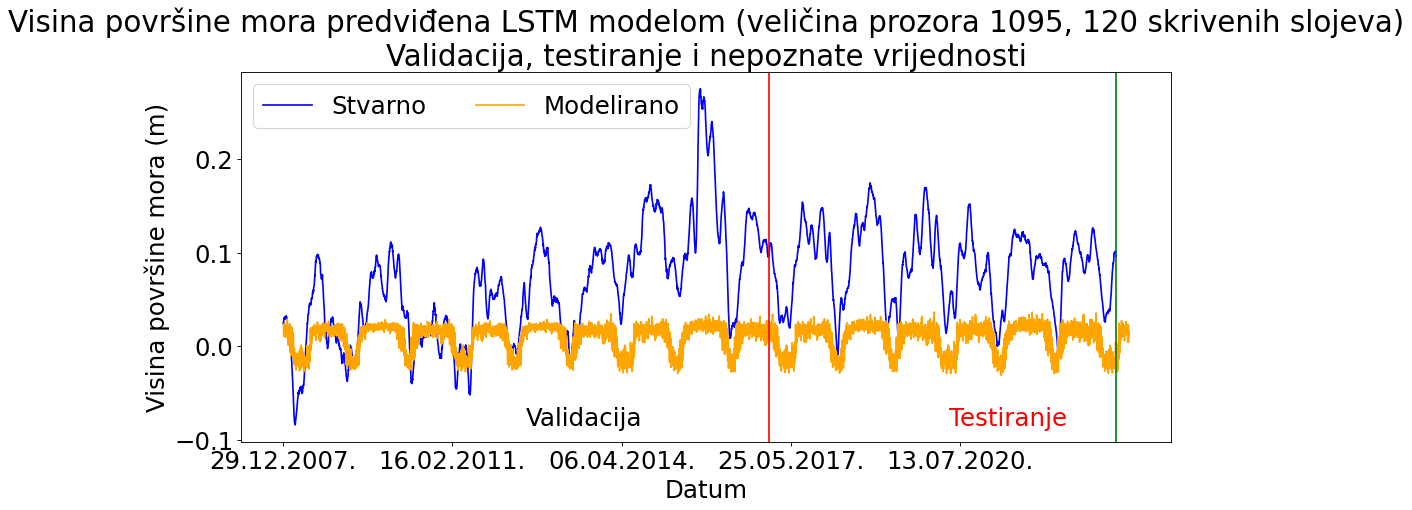 Visina površine mora predviđena LSTM modelom (veličina prozora 1095, 120 skrivenih slojeva)
Validacija, testiranje i nepoznate vrijednosti
Stvarno
Modelirano
Visina površine mora (m)
0.2
0.1
0.0
−0.1
Validacija
Testiranje
29.12.2007.
16.02.2011.
06.04.2014.
25.05.2017.
13.07.2020.
Datum